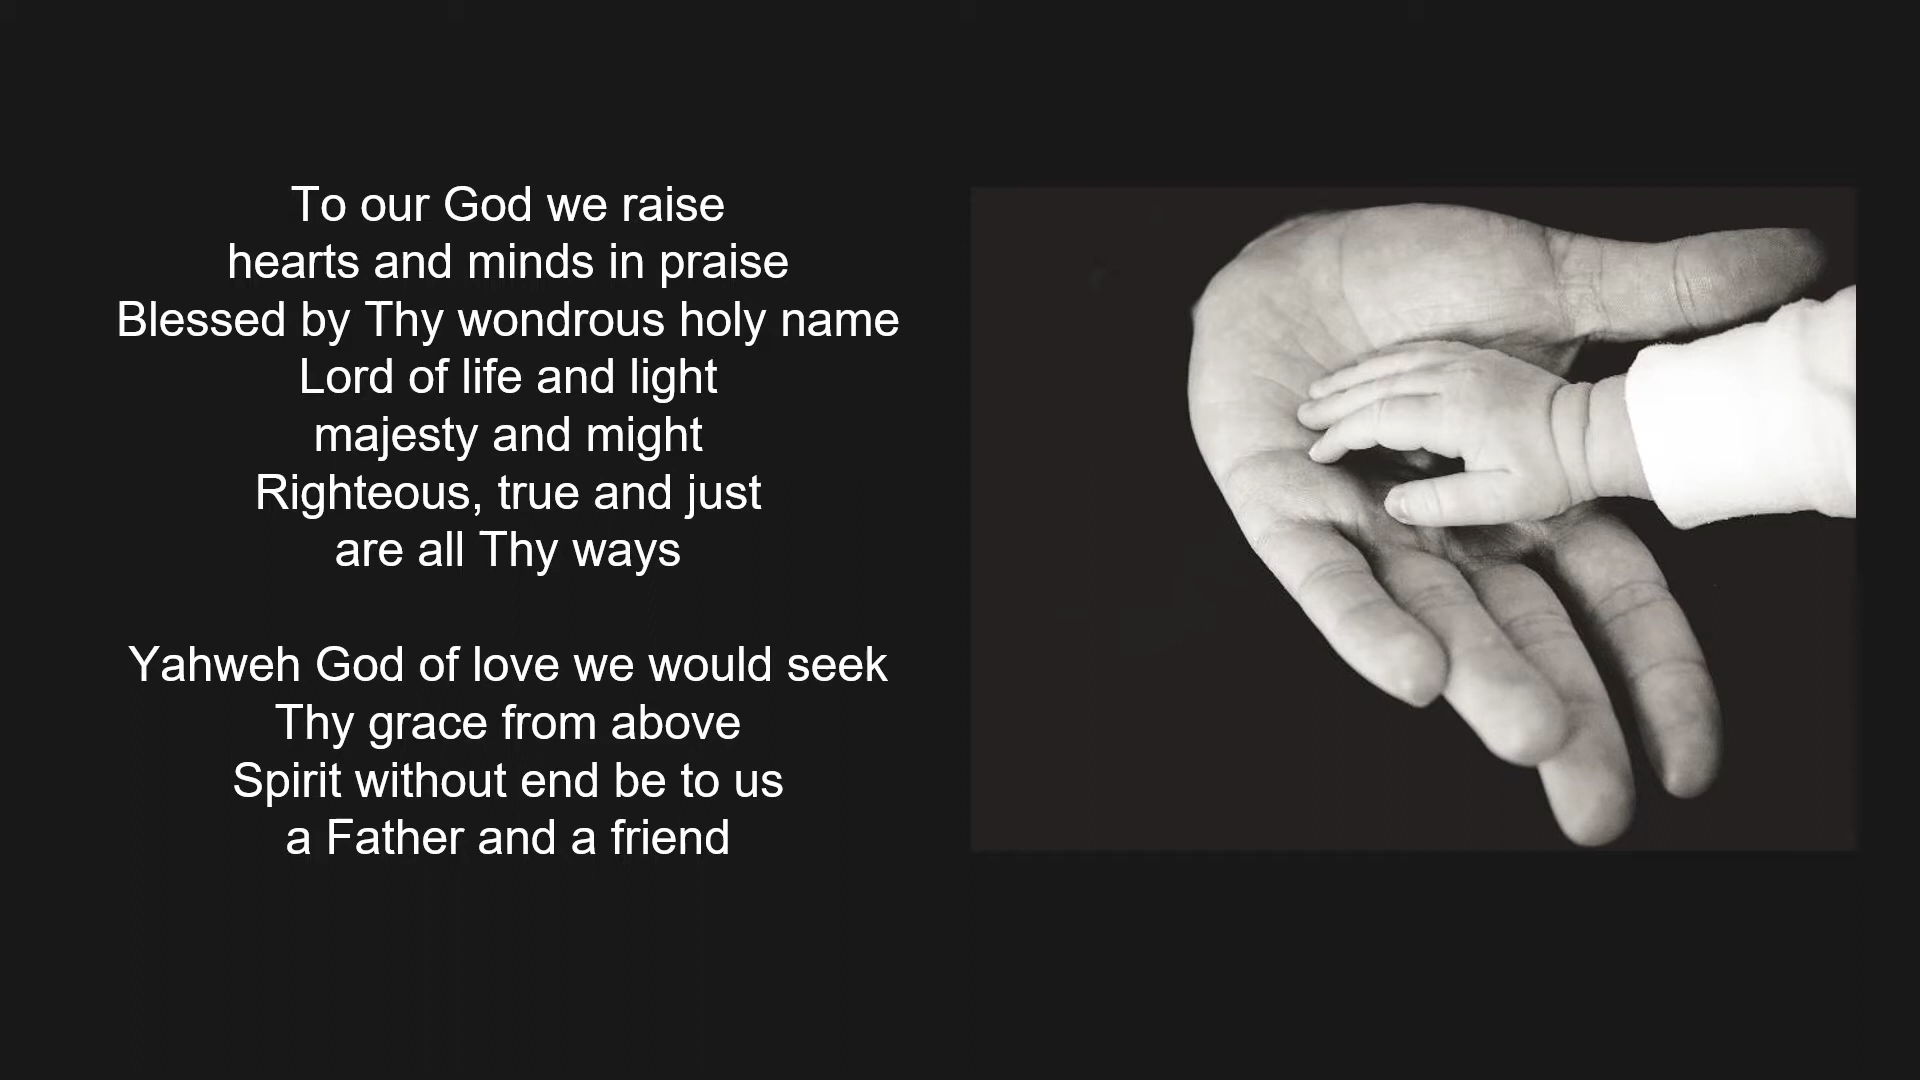 To our God we raise
hearts and minds in praise
Blessed by Thy wondrous holy name
Lord of life and light
majesty and might
Righteous, true and just
are all Thy ways
Yahweh God of love we would seek
Thy grace from above
Spirit without end be to us
a Father and a friend